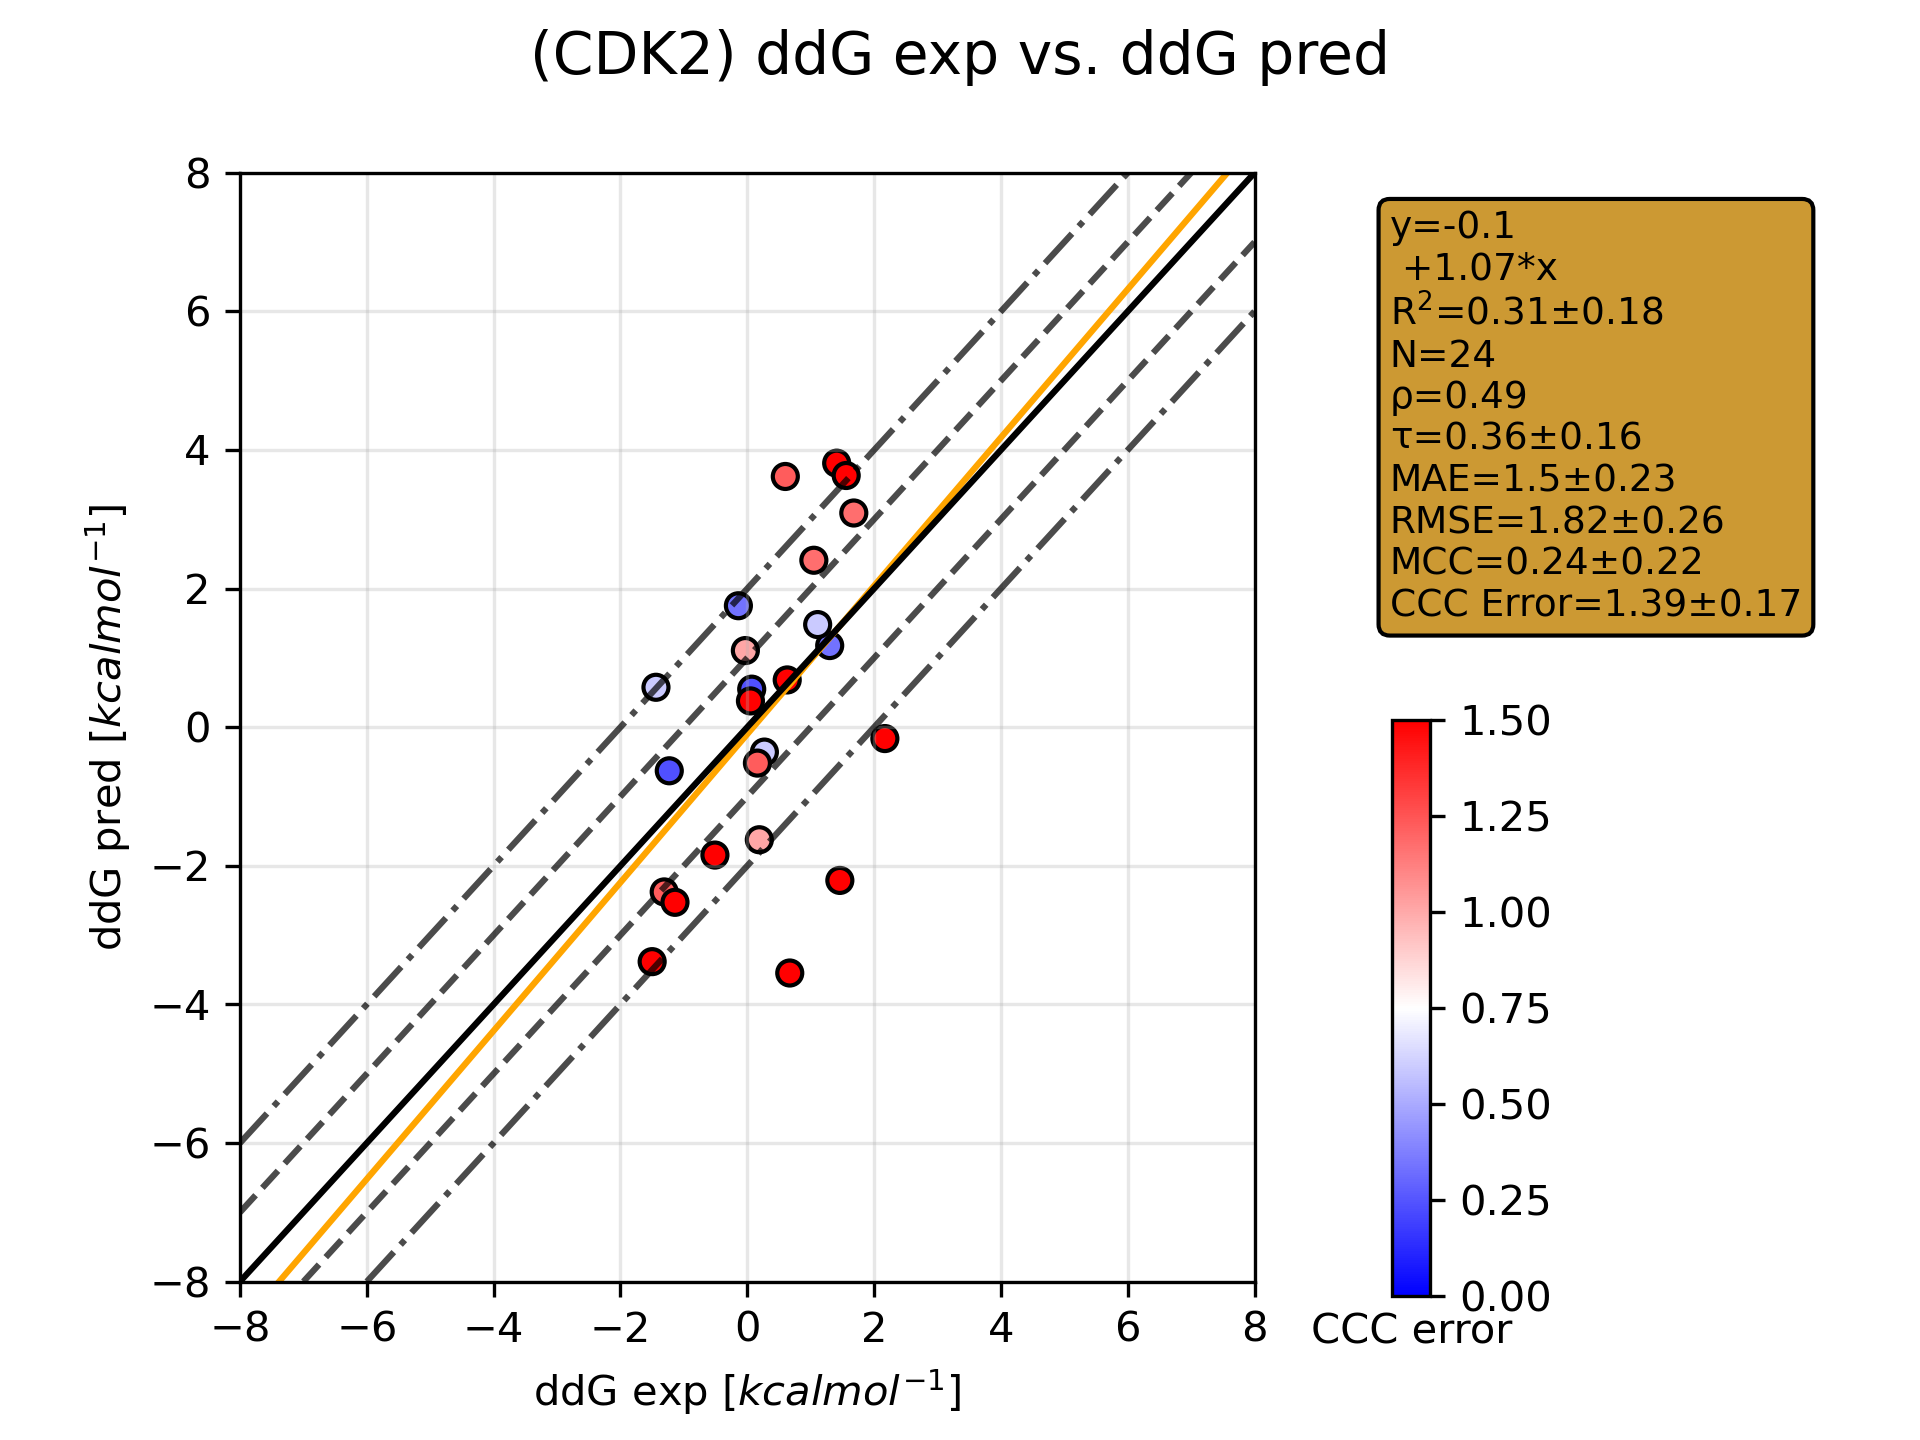 (CDK2) ddG exp vs. ddG pred
8
6
4
2
0
−2
−4
−6
−8
ddG pred [kcalmol⁻¹]
−8 −6 −4 −2 0 2 4 6 8
ddG exp [kcalmol⁻¹]
y=-0.1
+1.07*x
R²=0.31±0.18
N=24
ρ=0.49
τ=0.36±0.16
MAE=1.5±0.23
RMSE=1.82±0.26
MCC=0.24±0.22
CCC Error=1.39±0.17
1.50
1.25
1.00
0.75
0.50
0.25
0.00
CCC error